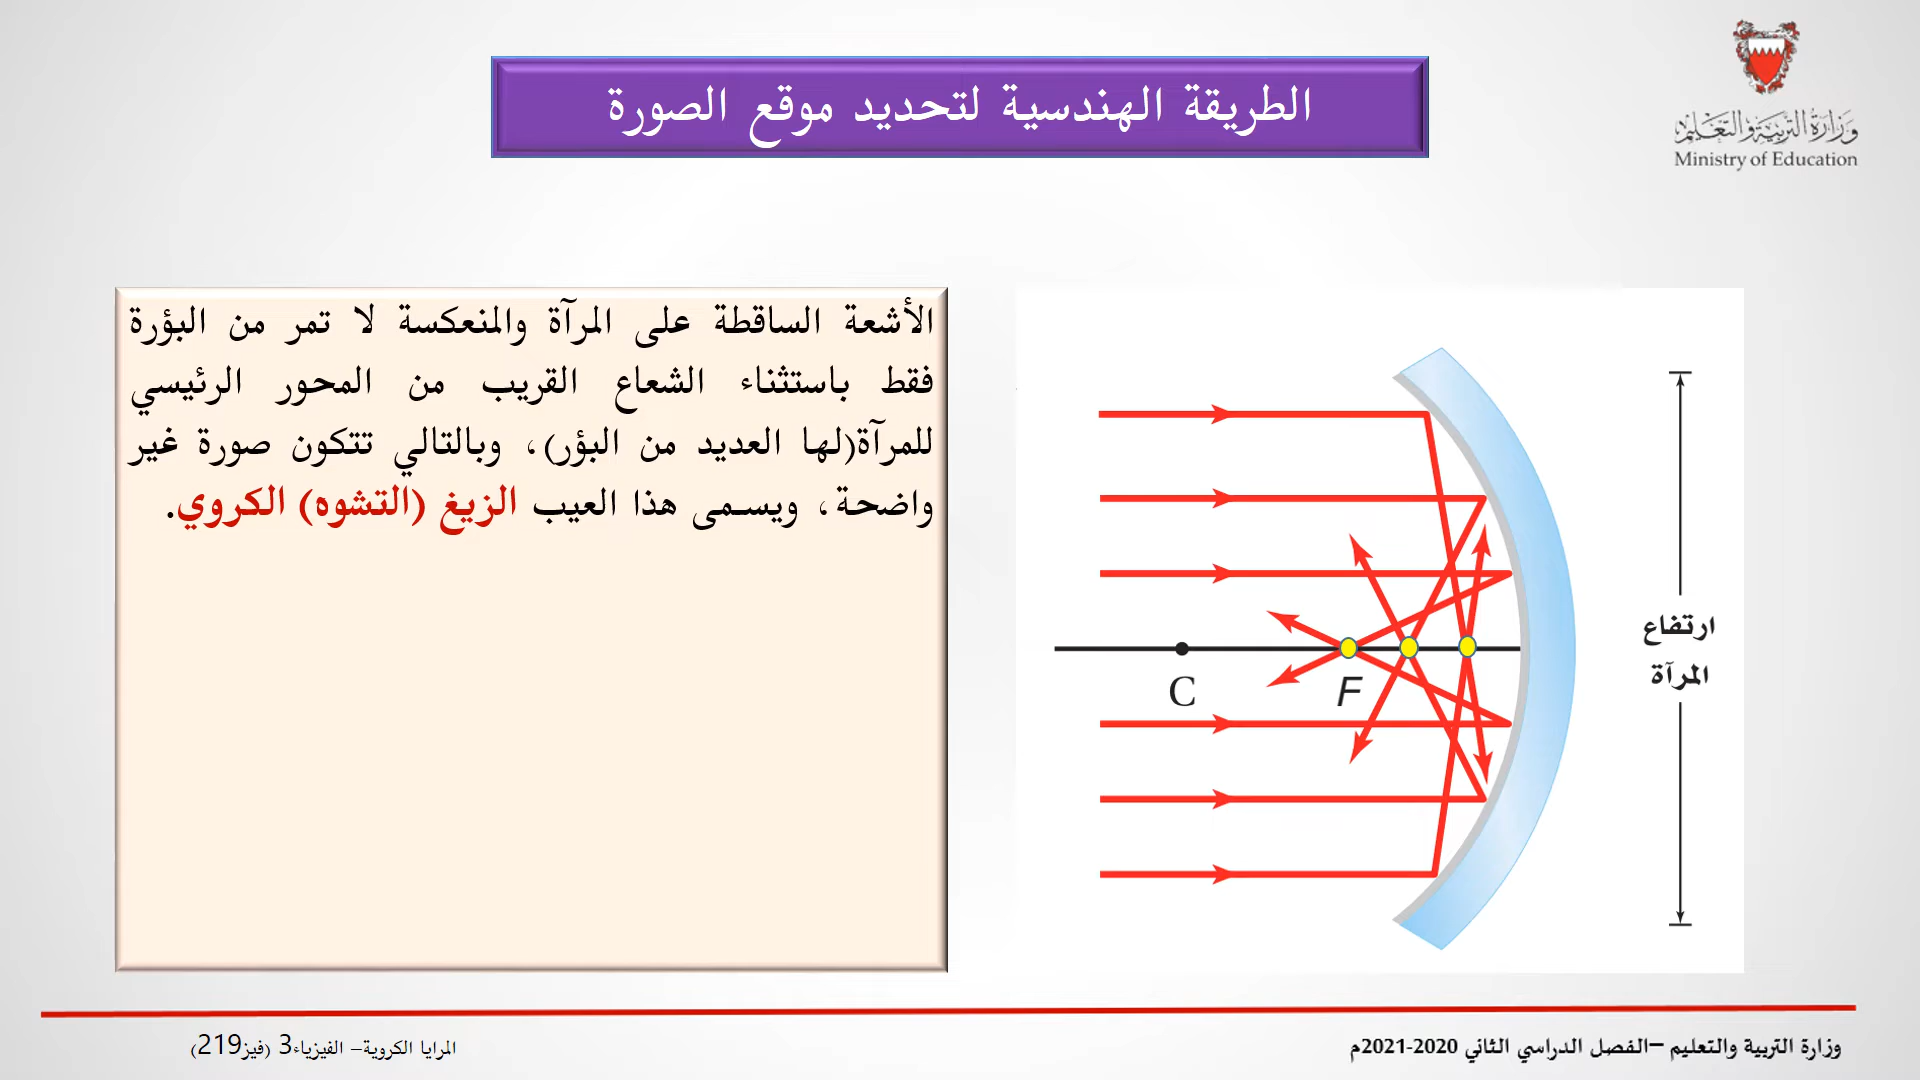 وزارة التربية والتعليم
Ministry of Education
الطريقة الهندسية لتحديد موقع الصورة
الأشعة الساقطة على المرآة والمنعكسة لا تمر من البؤرة
فقط باستثناء الشعاع القريب من المحور الرئيسي
للمرآة(لها العديد من البؤر)، وبالتالي تتكون صورة غير
واضحة، ويسمى هذا العيب الزيغ (التشوه) الكروي.
ارتفاع
المرآة
C
F
وزارة التربية والتعليم –الفصل الدراسي الثاني 2020-2021م
المرايا الكروية– الفيزياء3 (فيز219)